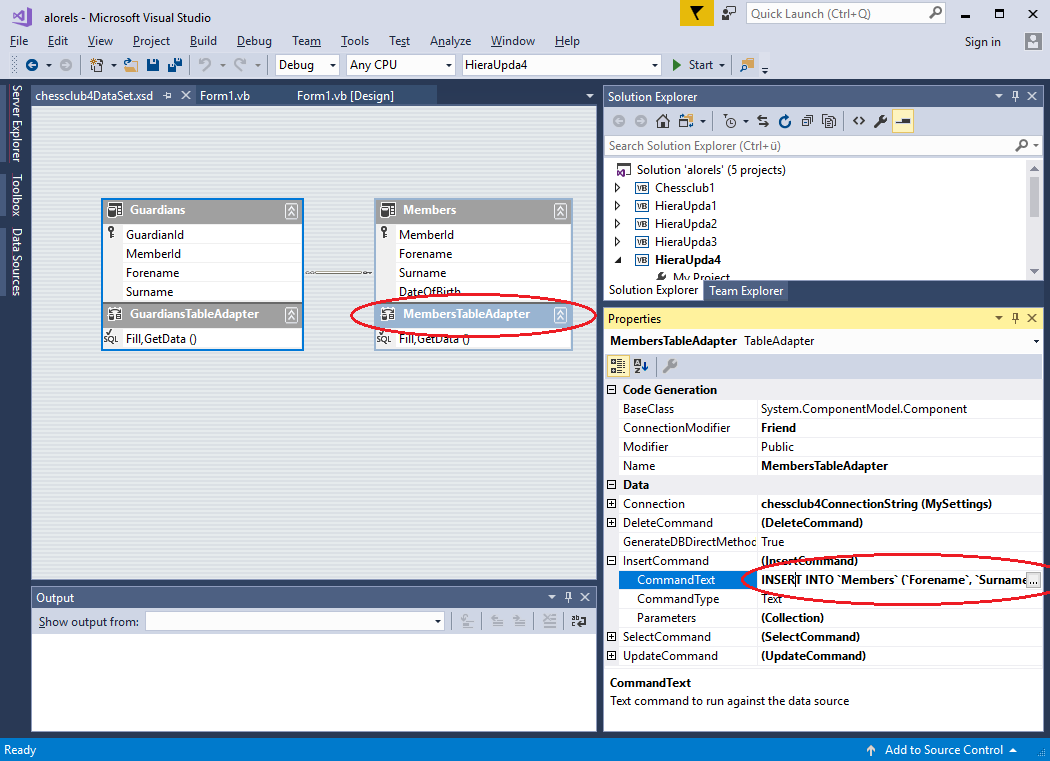 alorels - Microsoft Visual Studio
Quick Launch (Ctrl+Q)
File Edit View Project Build Debug Team Tools Test Analyze Window Help
Sign in
Debug Any CPU HieraUpda4 Start
Server Explorer
Toolbox
Data Sources
chessclub4DataSet.xsd Form1.vb Form1.vb [Design]
Guardians
GuardianId
MemberId
Forename
Surname
GuardiansTableAdapter
Fill,GetData ()
SQL
Members
MemberId
Forename
Surname
DateOfBirth
MembersTableAdapter
Fill,GetData ()
SQL
Output
Show output from:
Solution Explorer
Search Solution Explorer (Ctrl+ü)
Solution 'alorels' (5 projects)
VB Chessclub1
VB HieraUpda1
VB HieraUpda2
VB HieraUpda3
VB HieraUpda4
My Project
Solution Explorer Team Explorer
Properties
MembersTableAdapter TableAdapter
Code Generation
BaseClass System.ComponentModel.Component
ConnectionModifier Friend
Modifier Public
Name MembersTableAdapter
Data
Connection chessclub4ConnectionString (MySettings)
DeleteCommand (DeleteCommand)
GenerateDBDirectMethod True
InsertCommand (InsertCommand)
CommandText INSERT INTO `Members` (`Forename`, `Surname ...
CommandType Text
Parameters (Collection)
SelectCommand (SelectCommand)
UpdateCommand (UpdateCommand)
CommandText
Text command to run against the data source
Ready
Add to Source Control